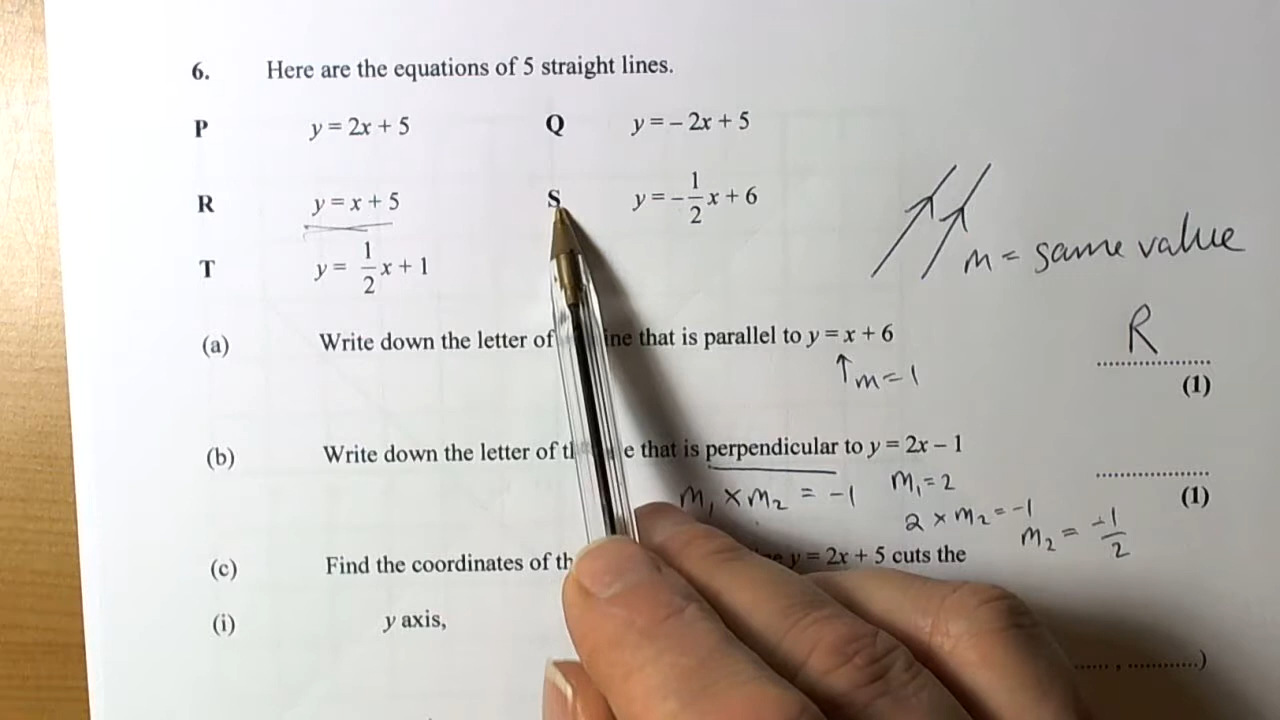 6. Here are the equations of 5 straight lines.
P y = 2x + 5 Q y = – 2x + 5
R y = x + 5 S y = –1/2x + 6
T y = 1/2x + 1
m = same value
(a) Write down the letter of ine that is parallel to y = x + 6
R
↑m = 1
(1)
(b) Write down the letter of e that is perpendicular to y = 2x – 1
..................
m₁ × m₂ = -1 m₁ = 2
(1)
2 × m₂ = -1
m₂ = -1/2
(c) Find the coordinates of th y = 2x + 5 cuts the
(i) y axis,
...... , ............)